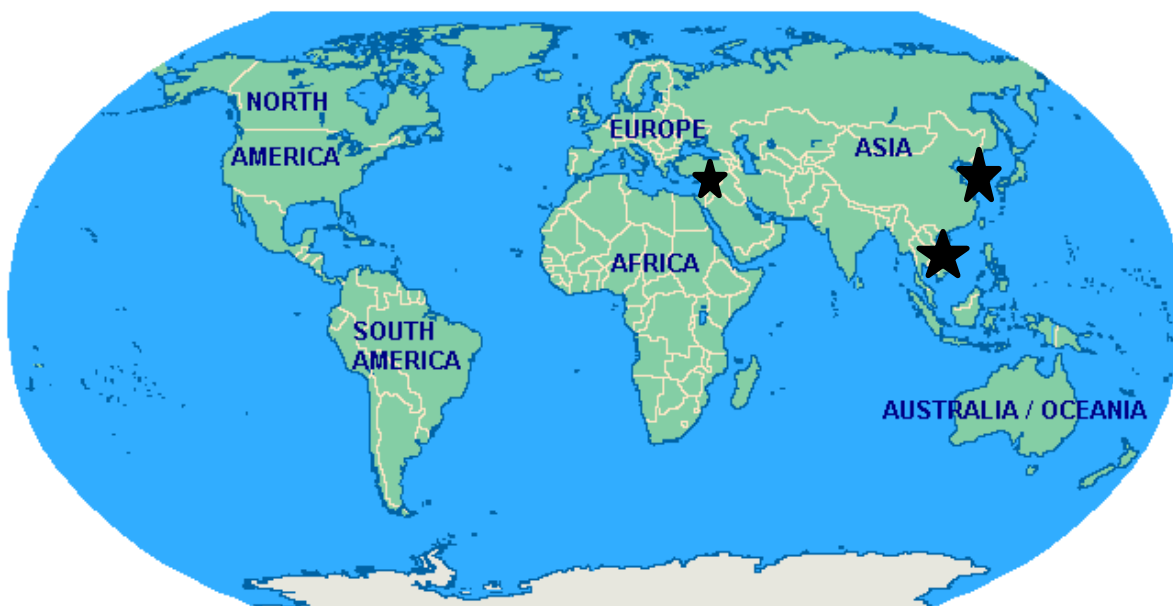 NORTH
AMERICA
EUROPE
ASIA
AFRICA
SOUTH
AMERICA
AUSTRALIA / OCEANIA